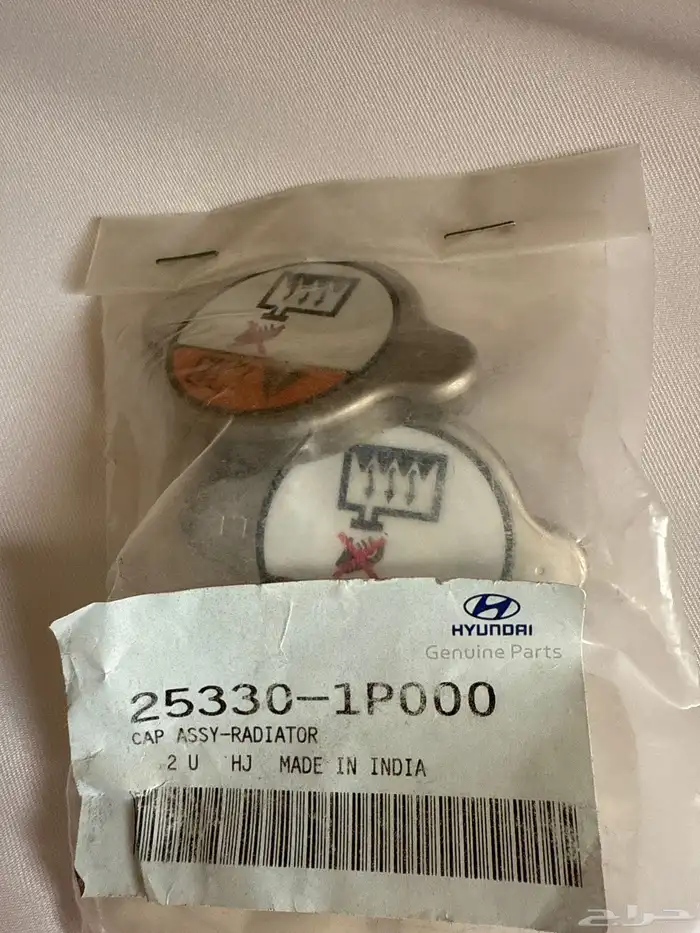 HYUNDAI
Genuine Parts
25330-1P000
CAP ASSY-RADIATOR
2 U HJ MADE IN INDIA
حراج